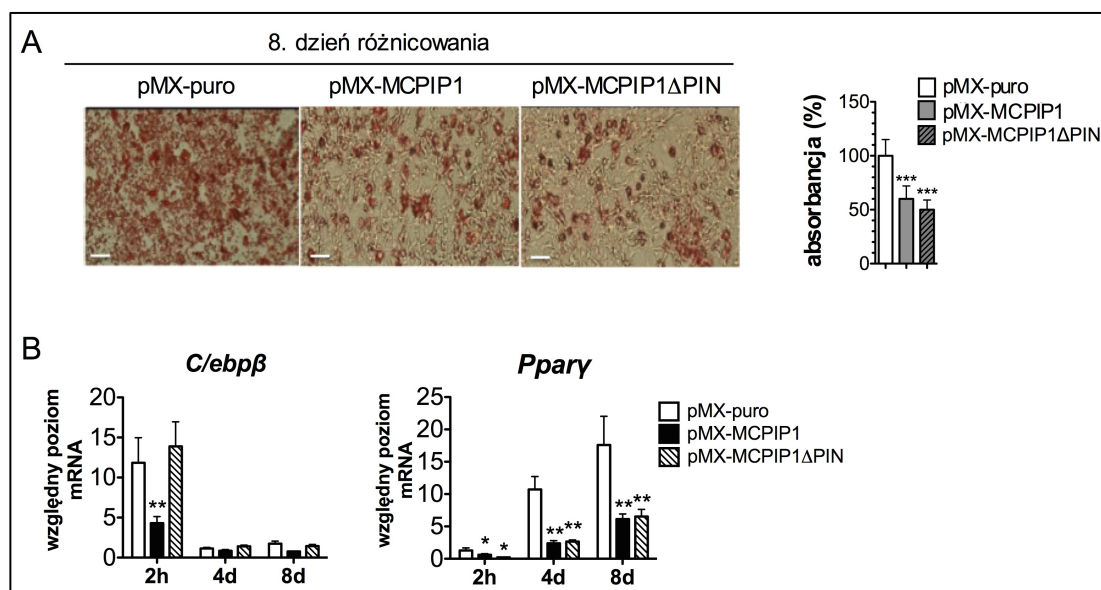 A
8. dzień różnicowania
pMX-puro
pMX-MCPIP1
pMX-MCPIP1ΔPIN
absorbancja (%)
150
100
50
0
***
***
pMX-puro
pMX-MCPIP1
pMX-MCPIP1ΔPIN
B
C/ebpβ
względny poziom
mRNA
20
15
10
5
0
**
2h
4d
8d
Pparγ
względny poziom
mRNA
25
20
15
10
5
0
*
*
**
**
**
**
2h
4d
8d
pMX-puro
pMX-MCPIP1
pMX-MCPIP1ΔPIN